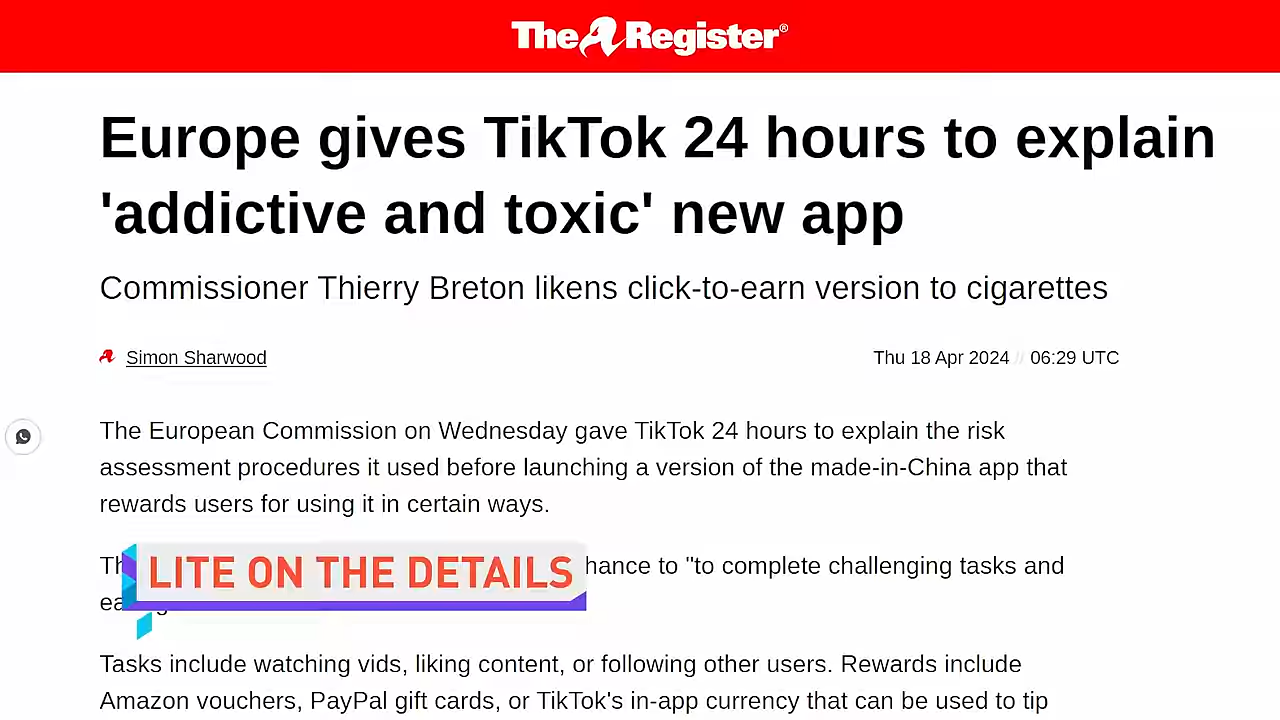 The Register®
Europe gives TikTok 24 hours to explain
'addictive and toxic' new app
Commissioner Thierry Breton likens click-to-earn version to cigarettes
Simon Sharwood
Thu 18 Apr 2024 // 06:29 UTC
The European Commission on Wednesday gave TikTok 24 hours to explain the risk
assessment procedures it used before launching a version of the made-in-China app that
rewards users for using it in certain ways.
LITE ON THE DETAILS
to "to complete challenging tasks and
Tasks include watching vids, liking content, or following other users. Rewards include
Amazon vouchers, PayPal gift cards, or TikTok's in-app currency that can be used to tip